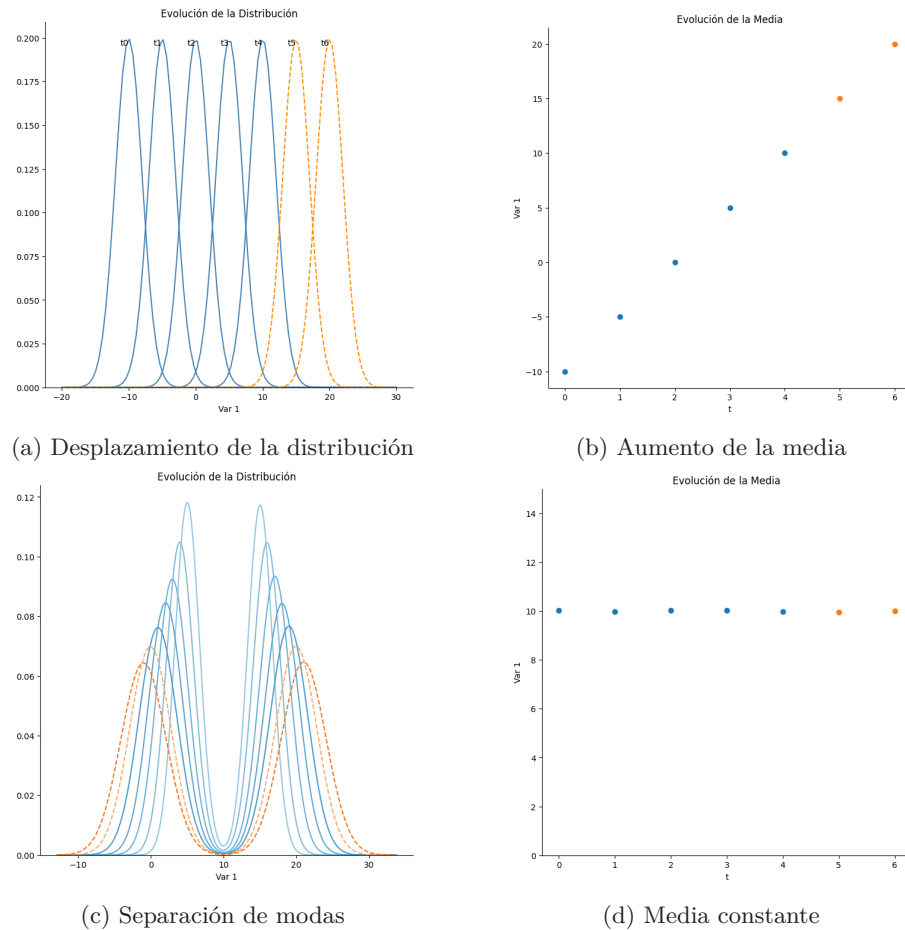 Evolución de la Distribución
t0 t1 t2 t3 t4 t5 t6
0.200
0.175
0.150
0.125
0.100
0.075
0.050
0.025
0.000
−20 −10 0 10 20 30
Var 1
Evolución de la Media
20
15
10
5
0
−5
−10
Var 1
0 1 2 3 4 5 6
t
(a) Desplazamiento de la distribución
(b) Aumento de la media
Evolución de la Distribución
0.12
0.10
0.08
0.06
0.04
0.02
0.00
−10 0 10 20 30
Var 1
Evolución de la Media
14
12
10
8
6
4
2
0
Var 1
0 1 2 3 4 5 6
t
(c) Separación de modas
(d) Media constante